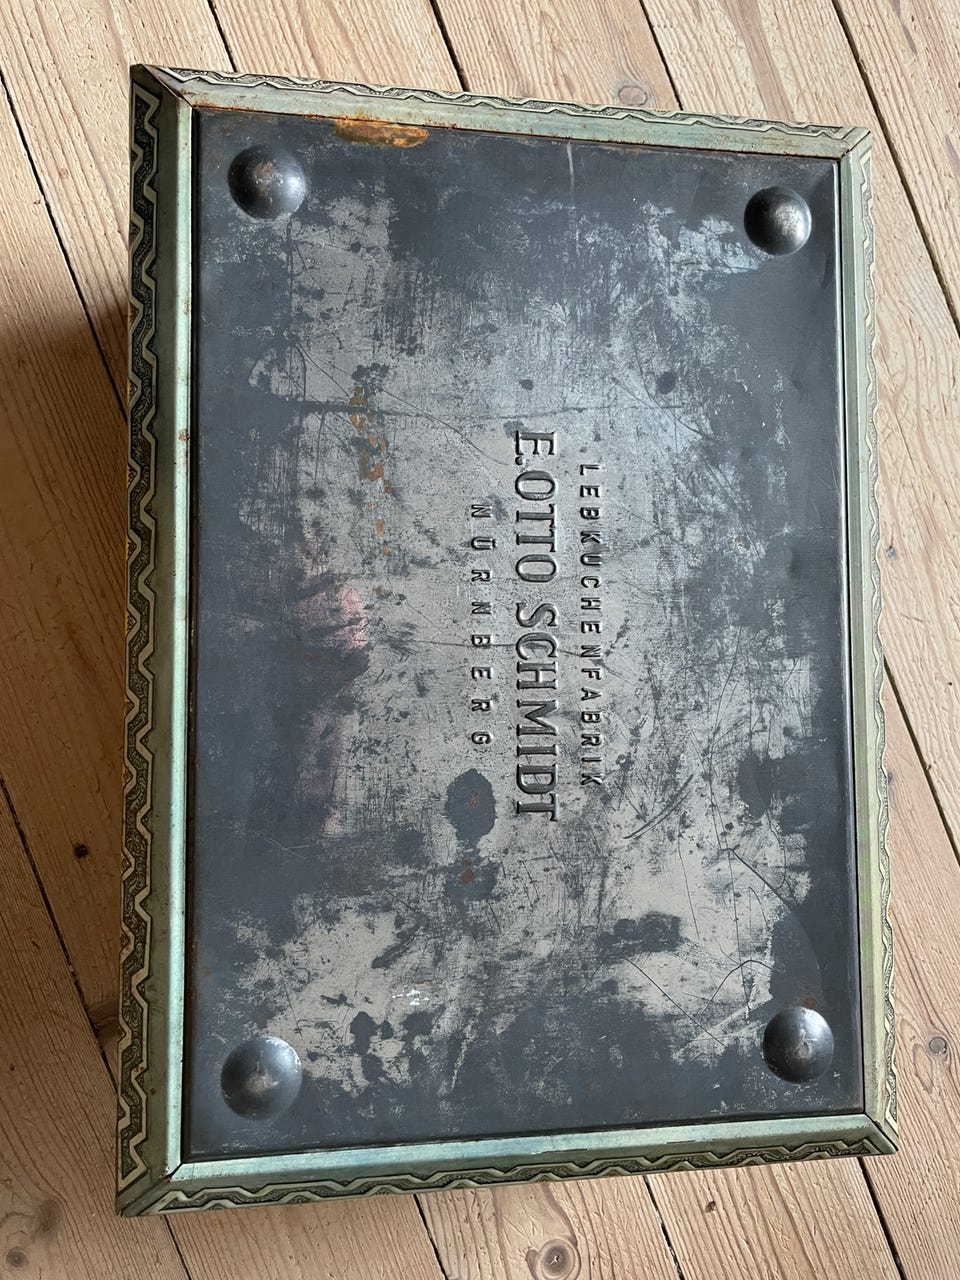 LEBKUCHENFABRIK
E. OTTO SCHMIDT
NÜRNBERG